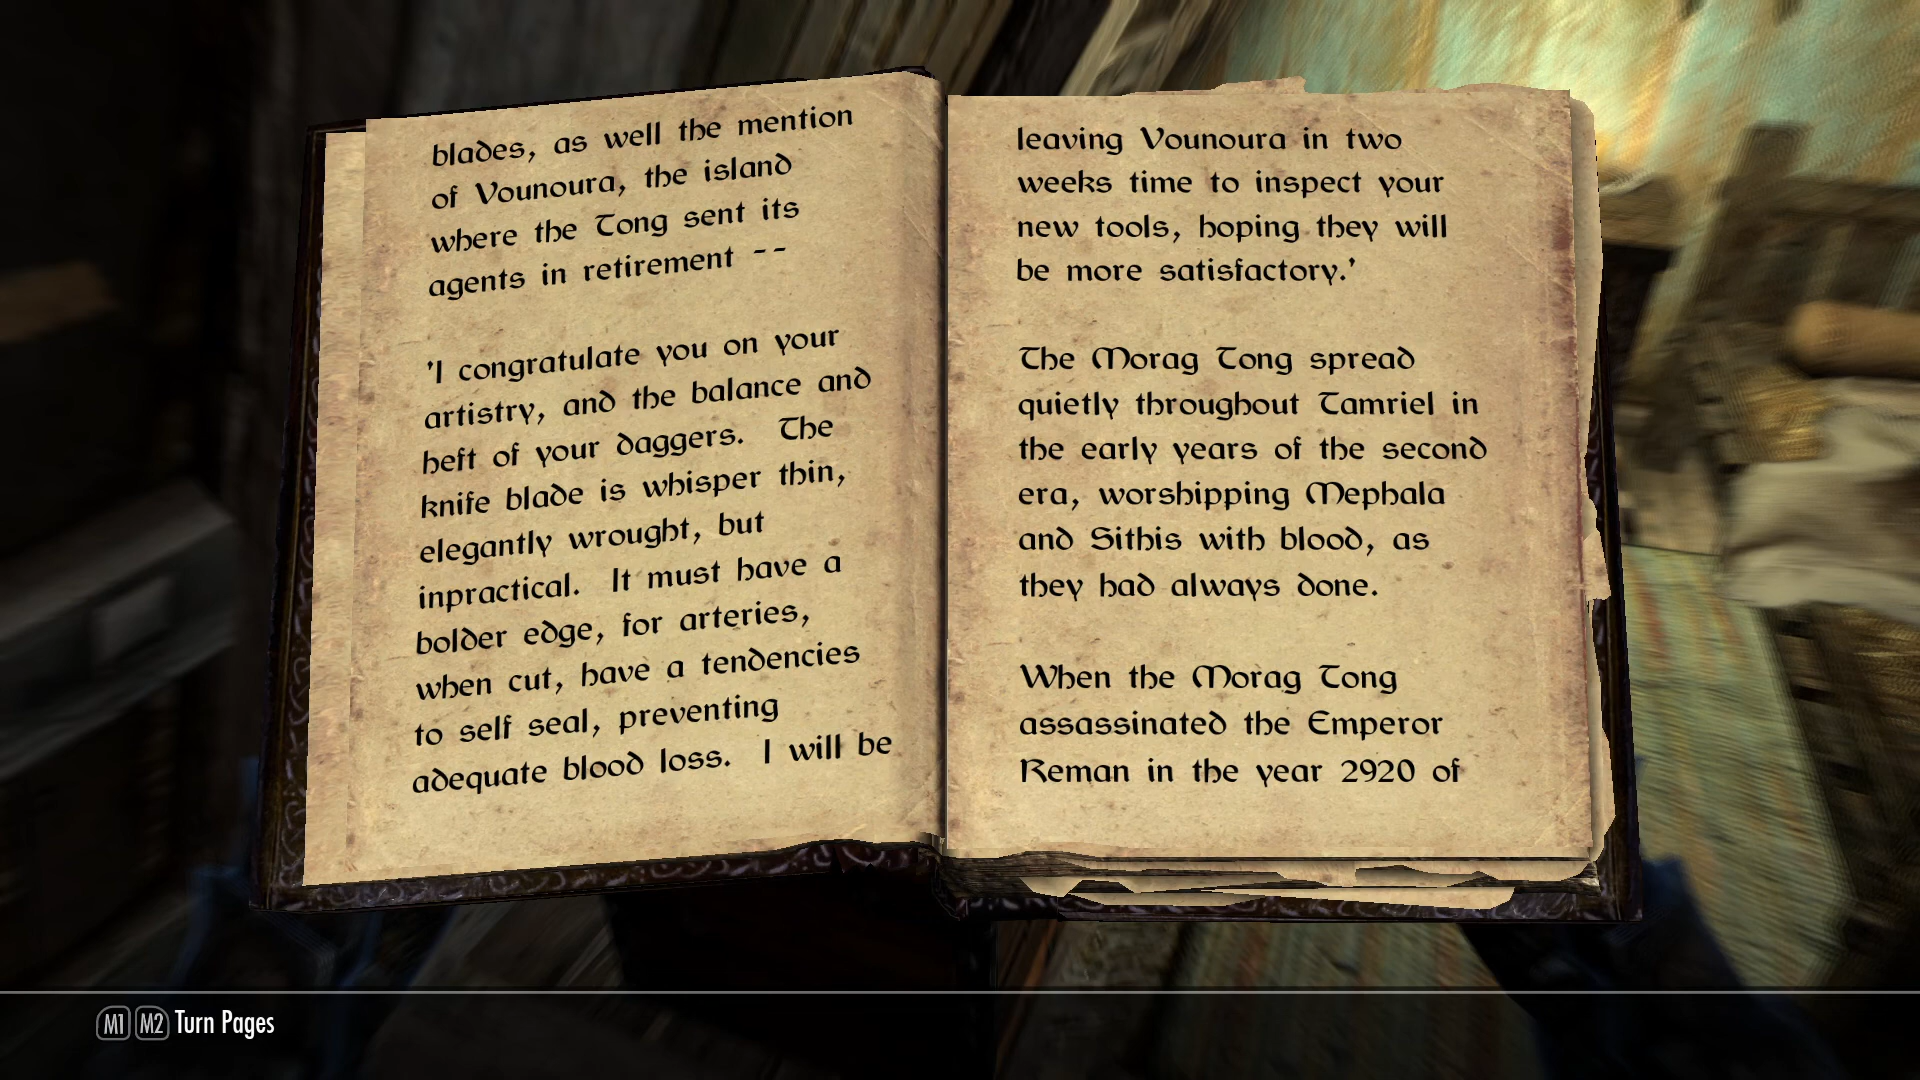 blades, as well the mention
of Vounoura, the island
where the Tong sent its
agents in retirement --
'I congratulate you on your
artistry, and the balance and
heft of your daggers.  The
knife blade is whisper thin,
elegantly wrought, but
inpractical.  It must have a
bolder edge, for arteries,
when cut, have a tendencies
to self seal, preventing
adequate blood loss.  I will be
leaving Vounoura in two
weeks time to inspect your
new tools, hoping they will
be more satisfactory.'
The Morag Tong spread
quietly throughout Tamriel in
the early years of the second
era, worshipping Mephala
and Sithis with blood, as
they had always done.
When the Morag Tong
assassinated the Emperor
Reman in the year 2920 of
M1 M2 Turn Pages